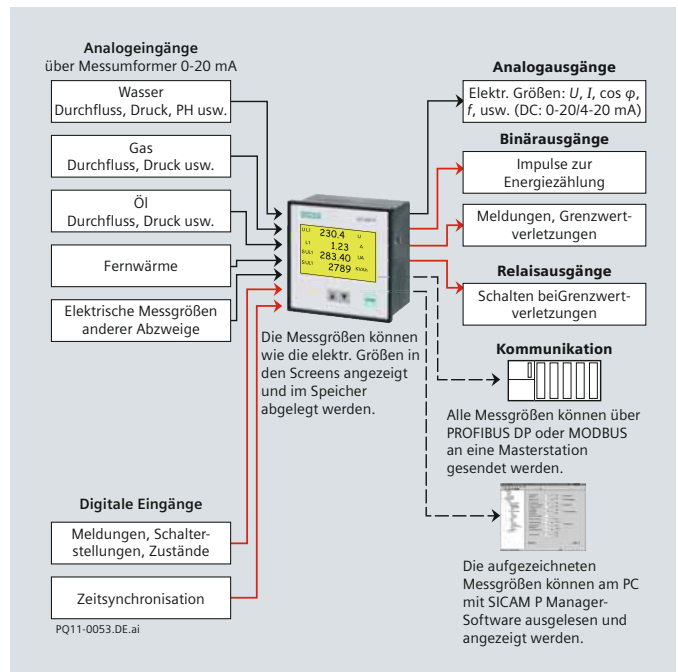 Analogeingänge
über Messumformer 0-20 mA
Wasser
Durchfluss, Druck, PH usw.
Gas
Durchfluss, Druck usw.
Öl
Durchfluss, Druck usw.
Fernwärme
Elektrische Messgrößen
anderer Abzweige
Digitale Eingänge
Meldungen, Schalter-
stellungen, Zustände
Zeitsynchronisation
PQ11-0053.DE.ai
UL1 230.4 U
L1 1.23 A
283.40 UA
2789 KVAh
Die Messgrößen können
wie die elektr. Größen in
den Screens angezeigt
und im Speicher
abgelegt werden.
Analogausgänge
Elektr. Größen: U, I, cos φ,
f, usw. (DC: 0-20/4-20 mA)
Binärausgänge
Impulse zur
Energiezählung
Meldungen, Grenzwert-
verletzungen
Relaisausgänge
Schalten beiGrenzwert-
verletzungen
Kommunikation
Alle Messgrößen können über
PROFIBUS DP oder MODBUS
an eine Masterstation
gesendet werden.
Die aufgezeichneten
Messgrößen können am PC
mit SICAM P Manager-
Software ausgelesen und
angezeigt werden.